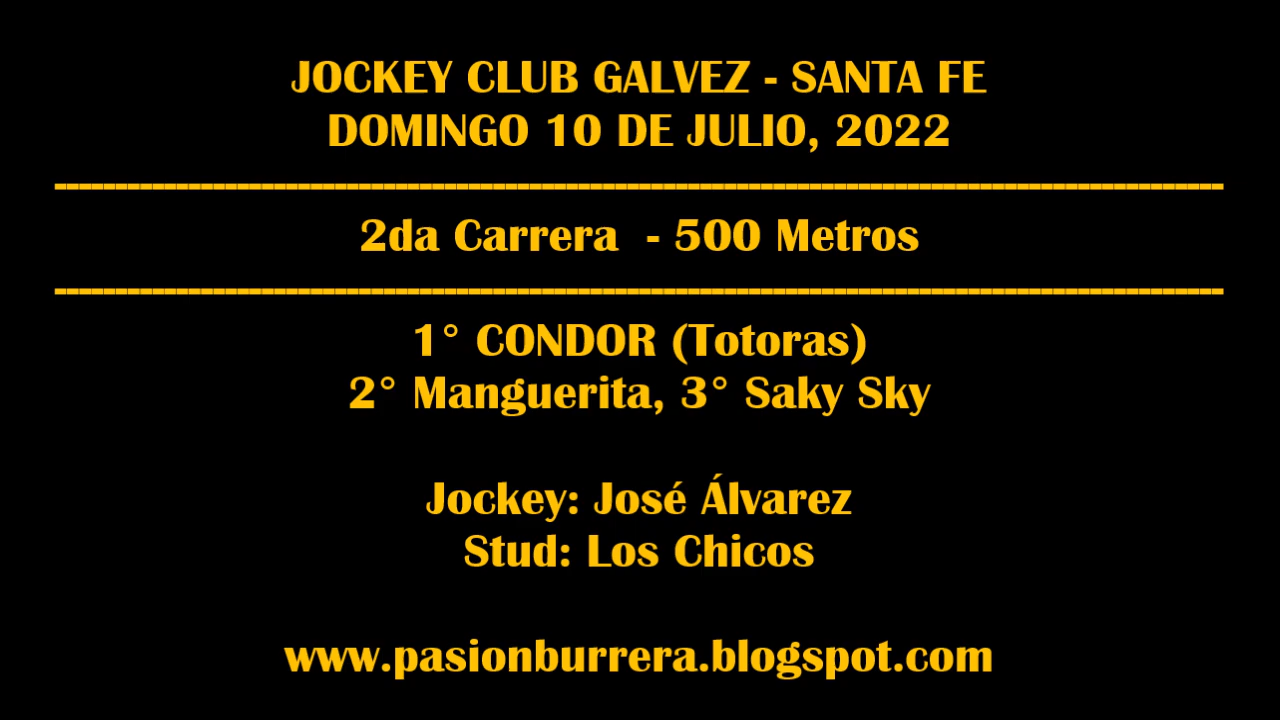 JOCKEY CLUB GALVEZ - SANTA FE
DOMINGO 10 DE JULIO, 2022
2da Carrera - 500 Metros
1° CONDOR (Totoras)
2° Manguerita, 3° Saky Sky
Jockey: José Álvarez
Stud: Los Chicos
www.pasionburrera.blogspot.com